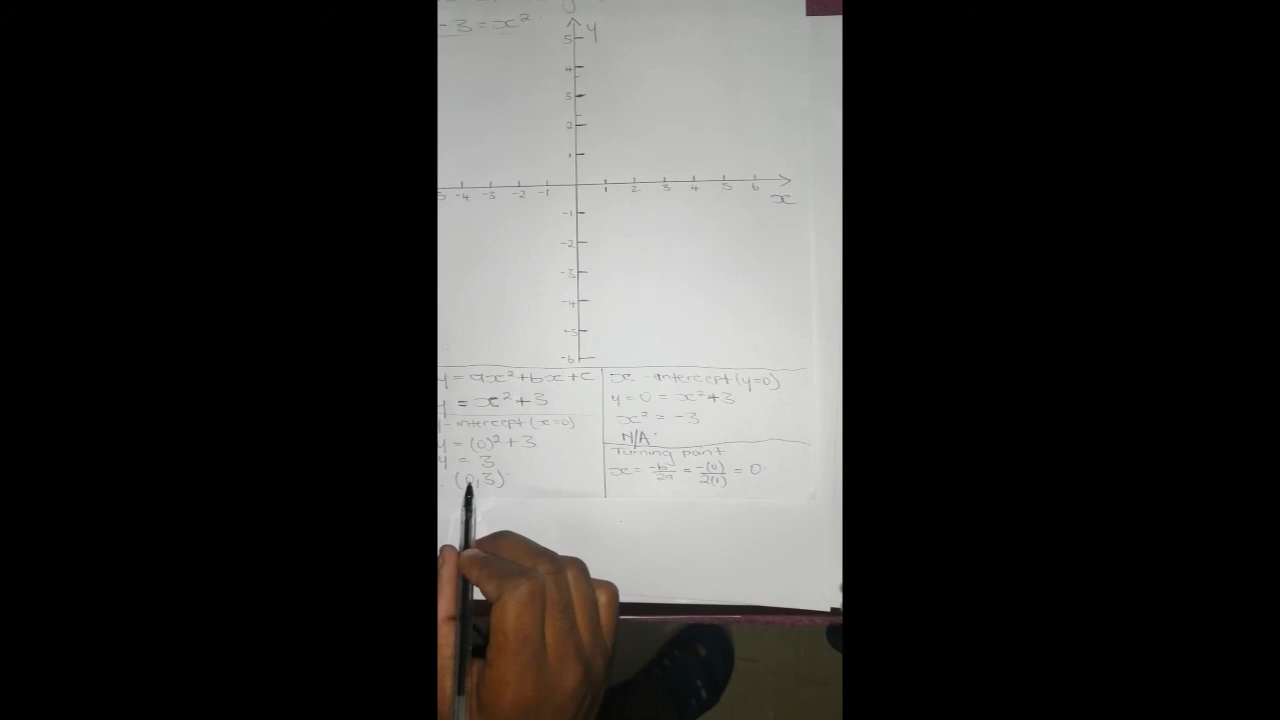 - 3 = x²
y
5
4
3
2
1
5 -4 -3 -2 -1 1 2 3 4 5 6
x
-1
-2
-3
-4
-5
-6
y = ax² + bx + c
y = x² + 3
y - intercept (x=0)
y = (0)² + 3
y = 3
(0,3)
x - intercept (y=0)
y = 0 = x² + 3
x² = -3
N/A.
Turning point
x = -b/2a = -(0)/2(1) = 0